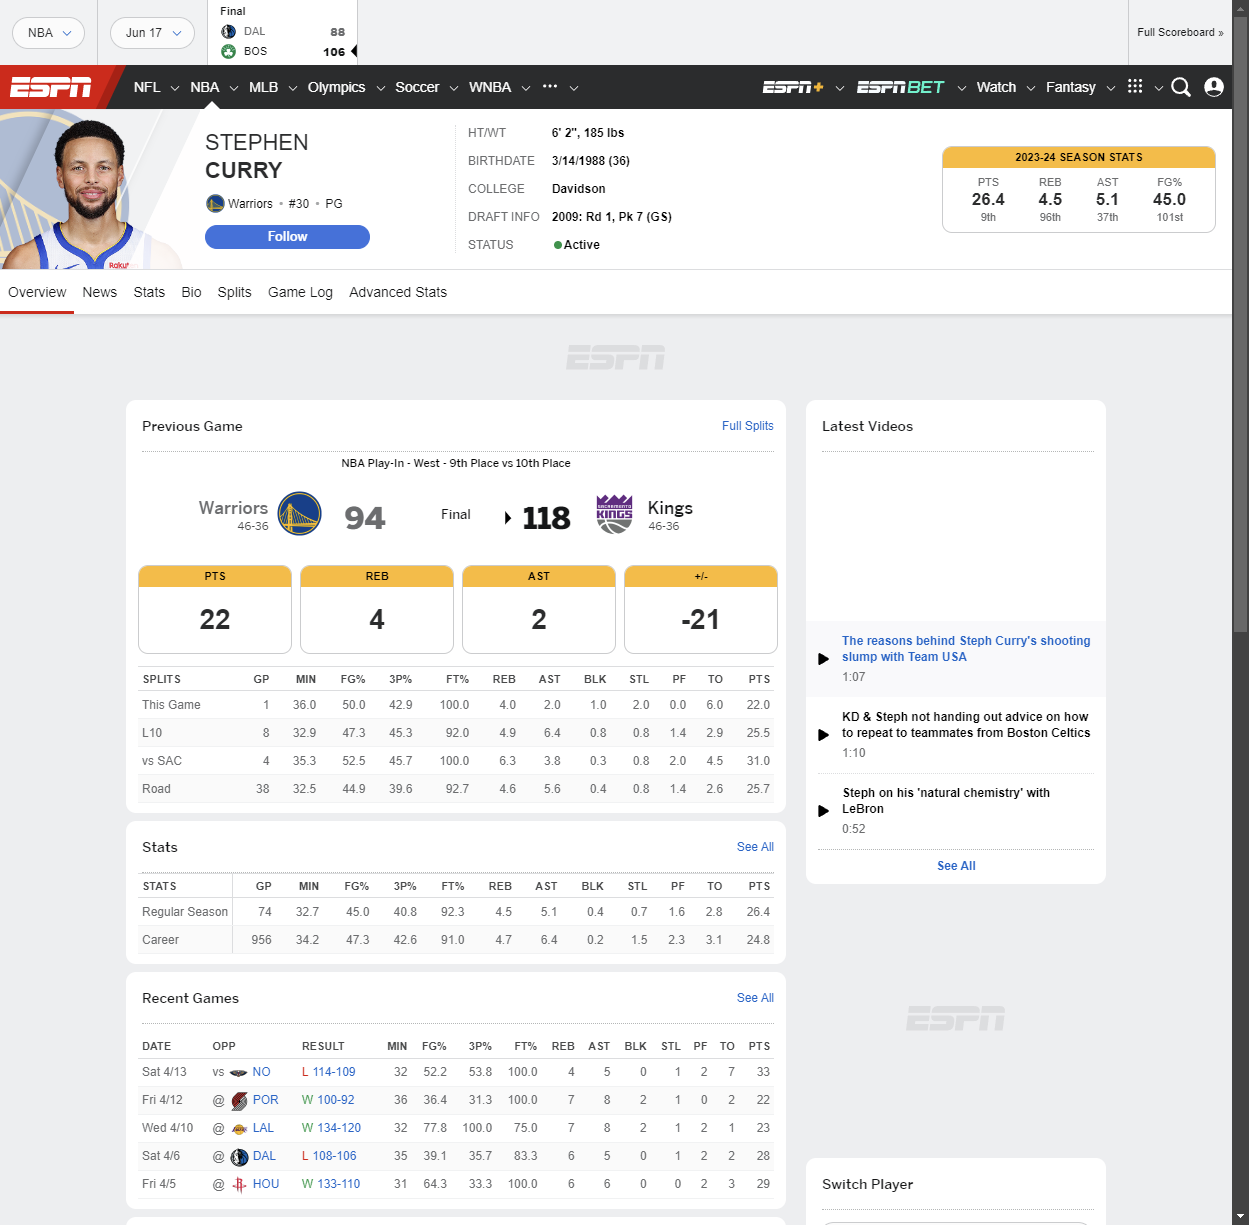 NBA
Jun 17
Final
DAL 88
BOS 106
Full Scoreboard »
ESPN NFL NBA MLB Olympics Soccer WNBA ••• ESPN+ ESPN BET Watch Fantasy
STEPHEN
CURRY
Warriors • #30 • PG
Follow
HT/WT 6' 2", 185 lbs
BIRTHDATE 3/14/1988 (36)
COLLEGE Davidson
DRAFT INFO 2009: Rd 1, Pk 7 (GS)
STATUS Active
2023-24 SEASON STATS
PTS REB AST FG%
26.4 4.5 5.1 45.0
9th 96th 37th 101st
Rakuten
Overview News Stats Bio Splits Game Log Advanced Stats
ESPN
Previous Game Full Splits
NBA Play-In - West - 9th Place vs 10th Place
Warriors 94 Final 118 Kings
46-36 46-36
SACRAMENTO
KINGS
PTS REB AST +/-
22 4 2 -21
SPLITS GP MIN FG% 3P% FT% REB AST BLK STL PF TO PTS
This Game 1 36.0 50.0 42.9 100.0 4.0 2.0 1.0 2.0 0.0 6.0 22.0
L10 8 32.9 47.3 45.3 92.0 4.9 6.4 0.8 0.8 1.4 2.9 25.5
vs SAC 4 35.3 52.5 45.7 100.0 6.3 3.8 0.3 0.8 2.0 4.5 31.0
Road 38 32.5 44.9 39.6 92.7 4.6 5.6 0.4 0.8 1.4 2.6 25.7
Stats See All
STATS GP MIN FG% 3P% FT% REB AST BLK STL PF TO PTS
Regular Season 74 32.7 45.0 40.8 92.3 4.5 5.1 0.4 0.7 1.6 2.8 26.4
Career 956 34.2 47.3 42.6 91.0 4.7 6.4 0.2 1.5 2.3 3.1 24.8
Recent Games See All
DATE OPP RESULT MIN FG% 3P% FT% REB AST BLK STL PF TO PTS
Sat 4/13 vs NO L 114-109 32 52.2 53.8 100.0 4 5 0 1 2 7 33
Fri 4/12 @ POR W 100-92 36 36.4 31.3 100.0 7 8 2 1 0 2 22
Wed 4/10 @ LAL W 134-120 32 77.8 100.0 75.0 7 8 2 1 2 1 23
Sat 4/6 @ DAL L 108-106 35 39.1 35.7 83.3 6 5 0 1 2 2 28
Fri 4/5 @ HOU W 133-110 31 64.3 33.3 100.0 6 6 0 0 2 3 29
Latest Videos
The reasons behind Steph Curry's shooting
slump with Team USA
1:07
KD & Steph not handing out advice on how
to repeat to teammates from Boston Celtics
1:10
Steph on his 'natural chemistry' with
LeBron
0:52
See All
ESPN
Switch Player